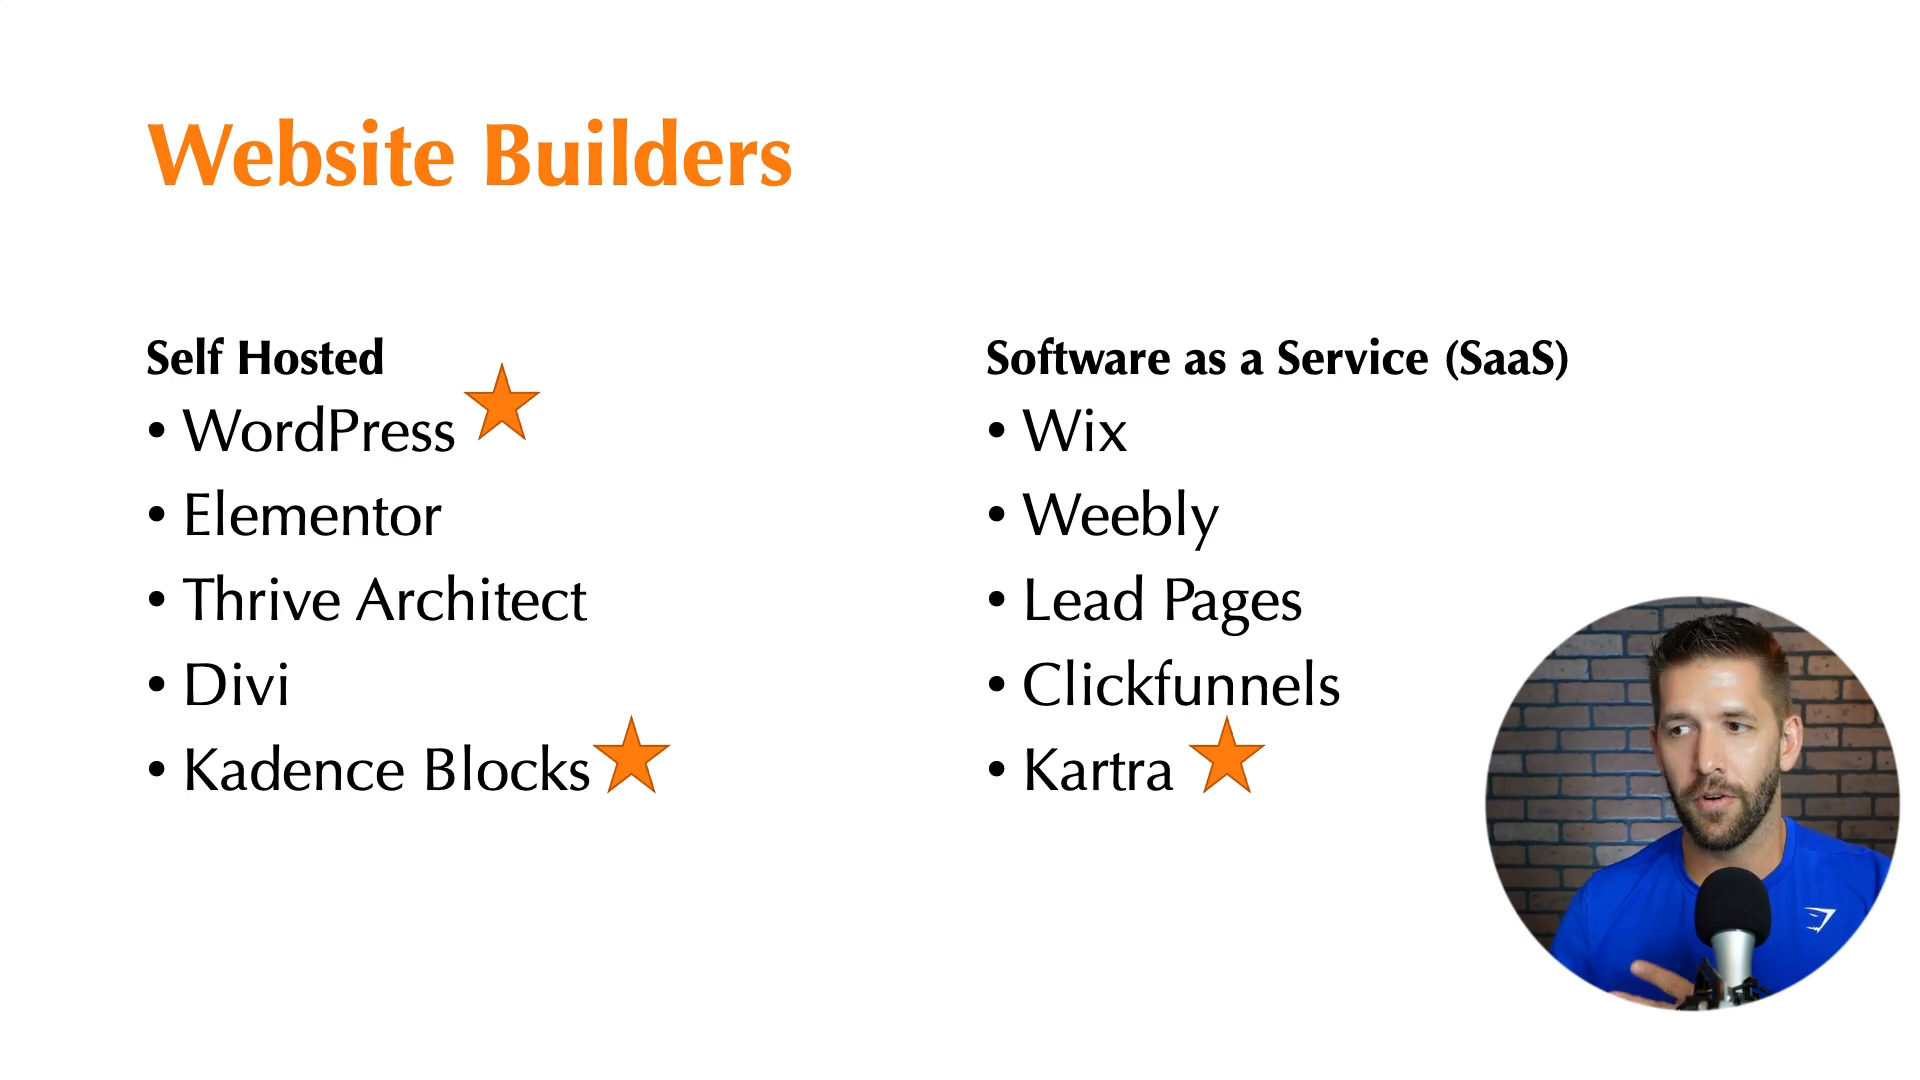 Website Builders
Self Hosted
• WordPress
• Elementor
• Thrive Architect
• Divi
• Kadence Blocks
Software as a Service (SaaS)
• Wix
• Weebly
• Lead Pages
• Clickfunnels
• Kartra